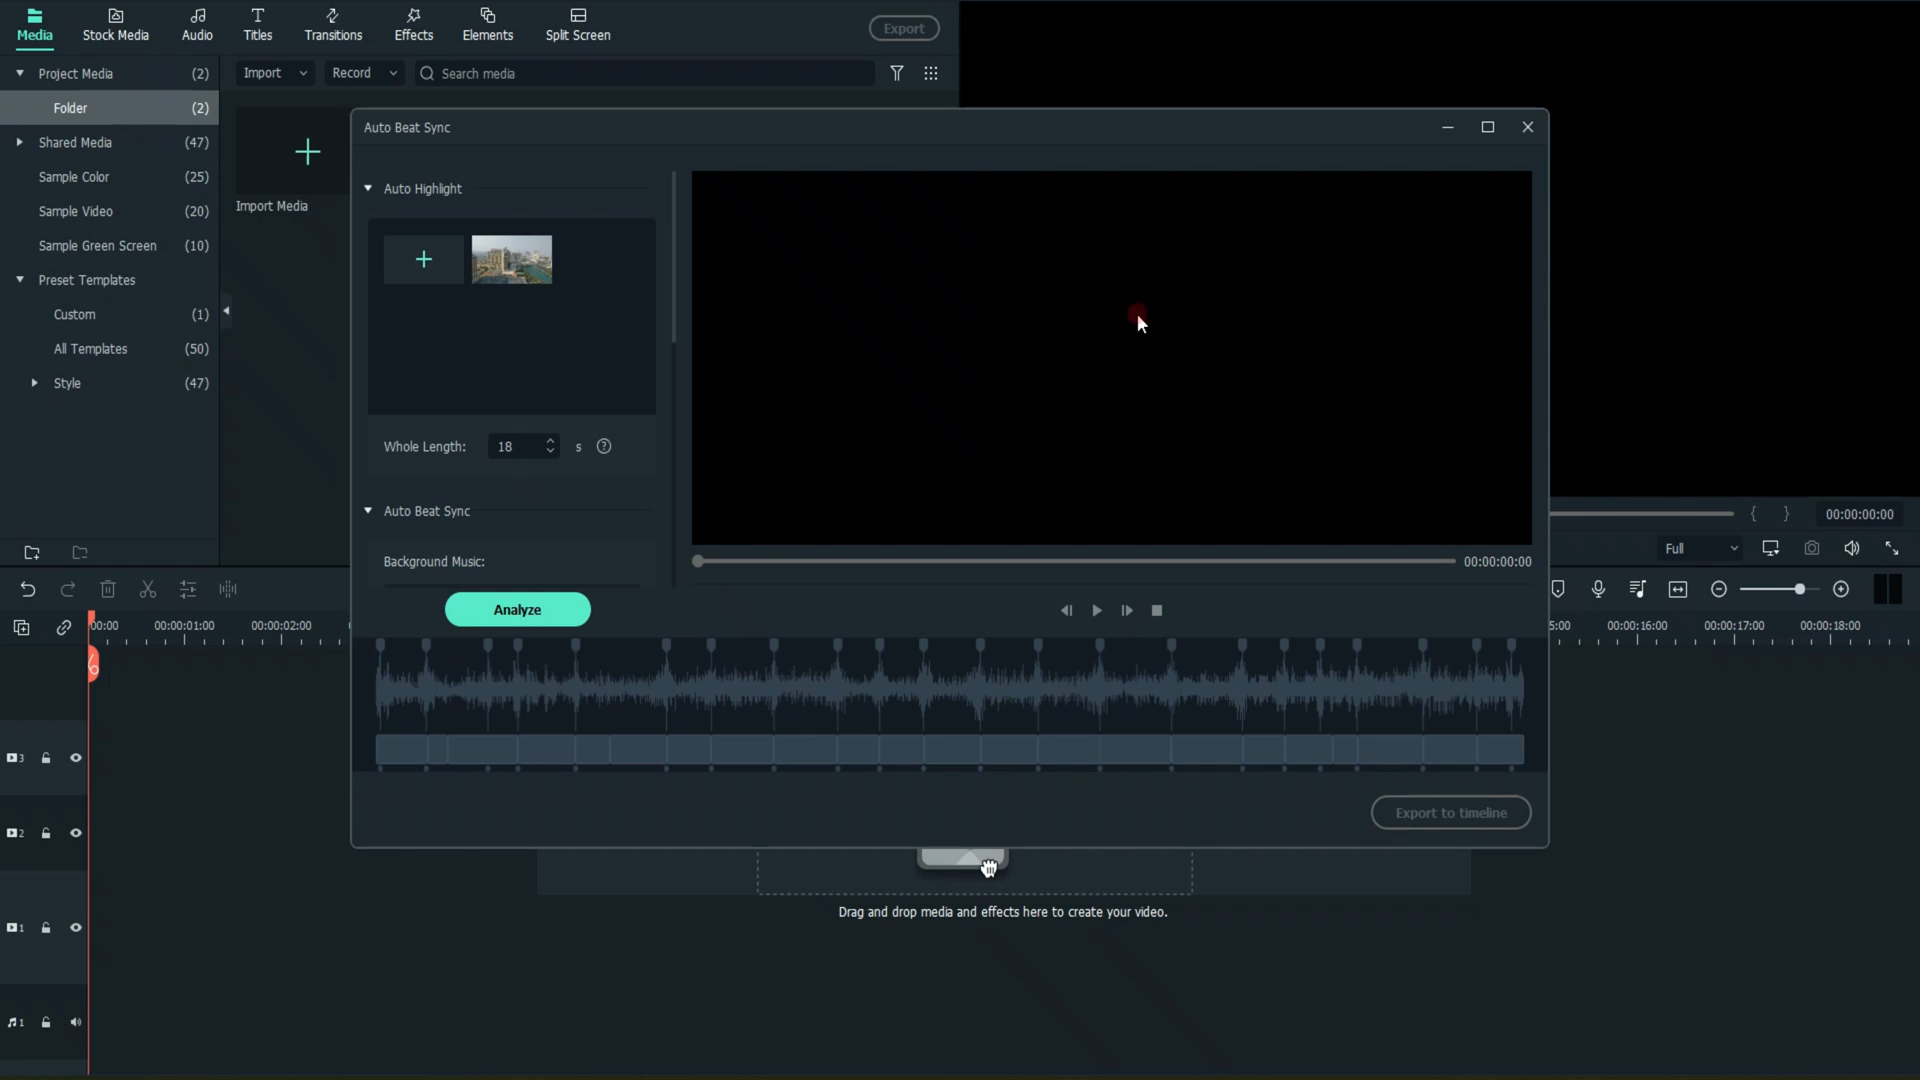 Media Stock Media Audio Titles Transitions Effects Elements Split Screen Export
Project Media (2) Import Record Search media
Folder (2)
Shared Media (47)
Sample Color (25)
Sample Video (20)
Sample Green Screen (10)
Preset Templates
Custom (1)
All Templates (50)
Style (47)
Import Media
Auto Beat Sync
Auto Highlight
Whole Length: 18 s ?
Auto Beat Sync
Background Music:
Analyze
00:00:00:00
{ } 00:00:00:00
Full
00:00 00:00:01:00 00:00:02:00 5:00 00:00:16:00 00:00:17:00 00:00:18:00
Export to timeline
3
2
Drag and drop media and effects here to create your video.
1
1